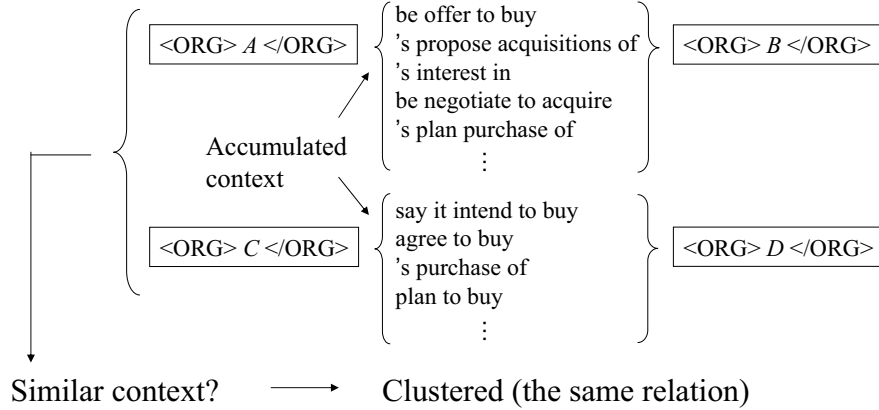 be offer to buy
<ORG> A </ORG> 's propose acquisitions of <ORG> B </ORG>
's interest in
be negotiate to acquire
's plan purchase of
⋮
Accumulated
context
say it intend to buy
<ORG> C </ORG> agree to buy <ORG> D </ORG>
's purchase of
plan to buy
⋮
Similar context? Clustered (the same relation)